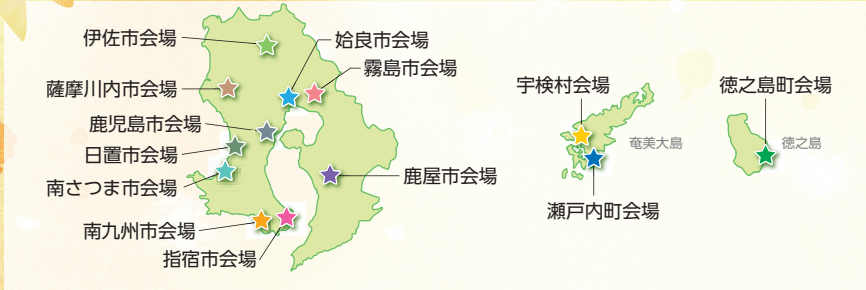 伊佐市会場
姶良市会場
霧島市会場
薩摩川内市会場
鹿児島市会場
日置市会場
南さつま市会場
鹿屋市会場
南九州市会場
指宿市会場
宇検村会場
徳之島町会場
奄美大島
徳之島
瀬戸内町会場